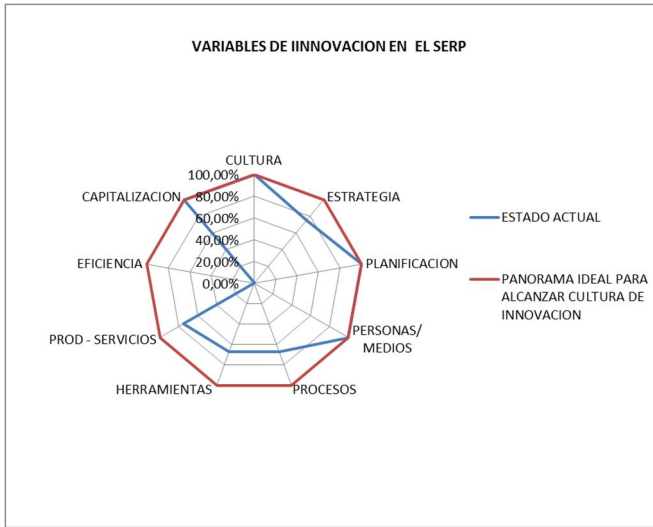 VARIABLES DE IINNOVACION EN EL SERP
CULTURA
100,00%
80,00%
60,00%
40,00%
20,00%
0,00%
ESTRATEGIA
PLANIFICACION
PERSONAS/
MEDIOS
PROCESOS
HERRAMIENTAS
PROD - SERVICIOS
EFICIENCIA
CAPITALIZACION
ESTADO ACTUAL
PANORAMA IDEAL PARA
ALCANZAR CULTURA DE
INNOVACION